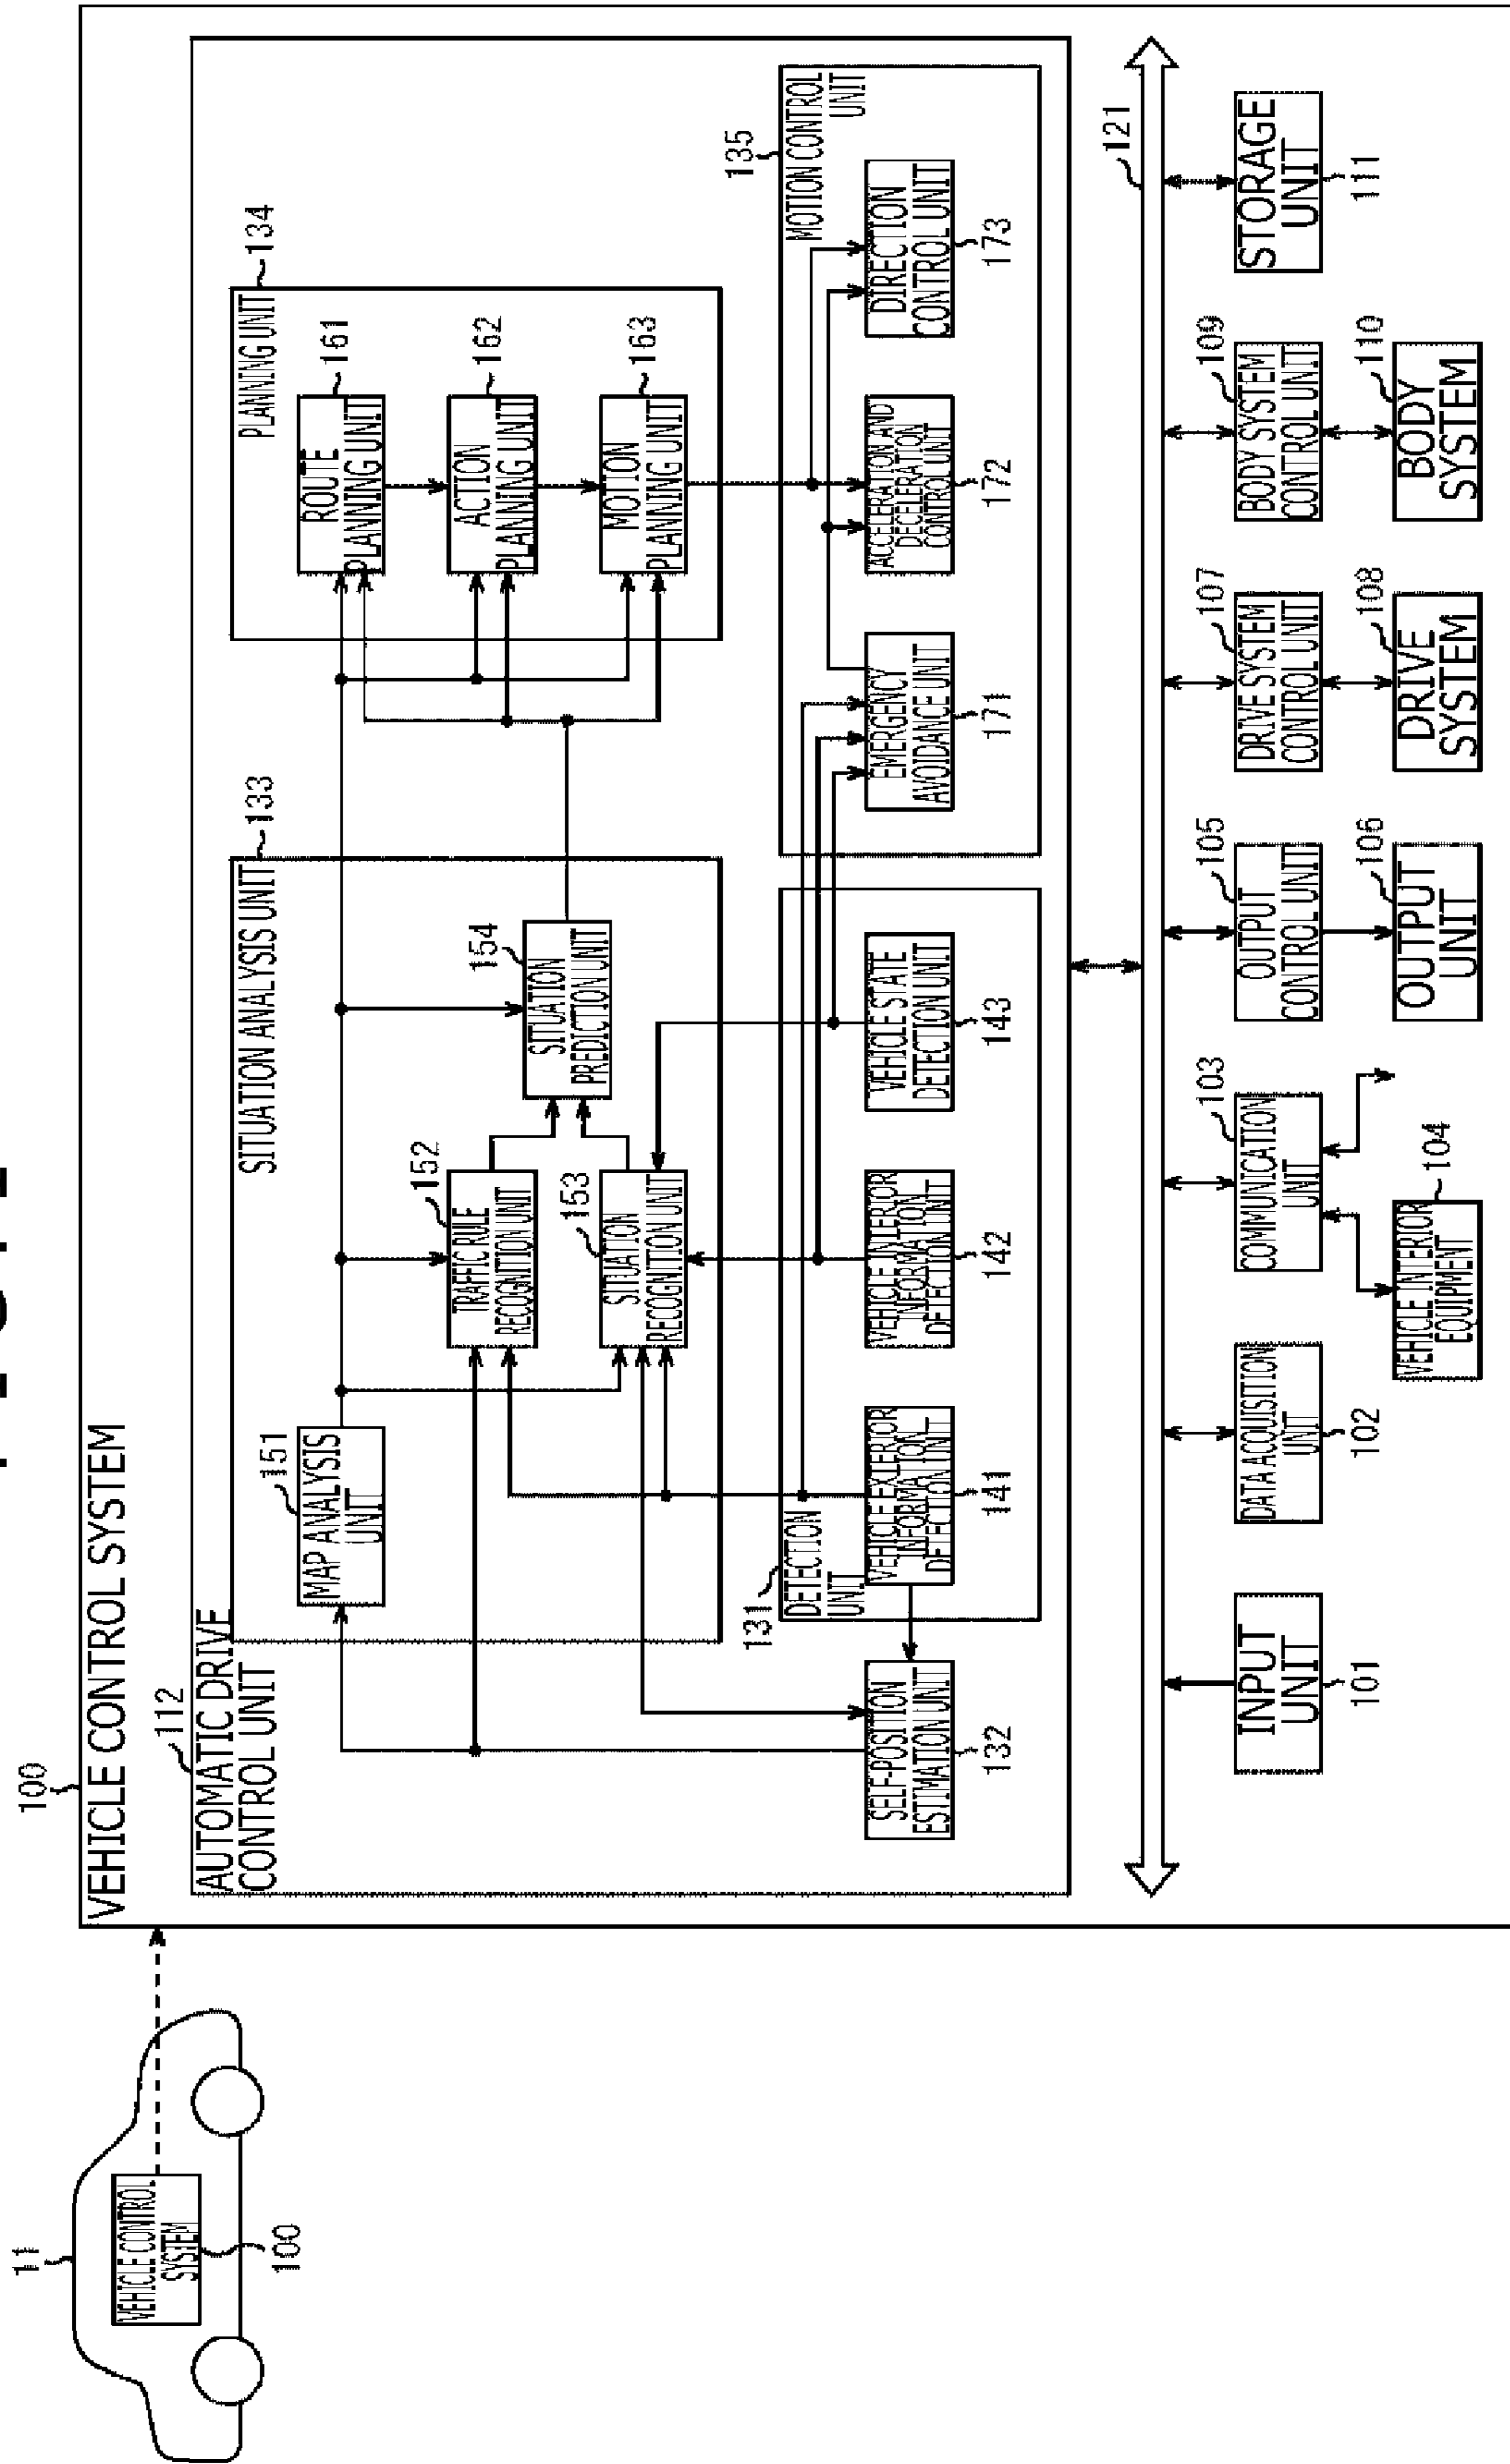 11
VEHICLE CONTROL
SYSTEM
100
100
VEHICLE CONTROL SYSTEM
112
AUTOMATIC DRIVE
CONTROL UNIT
133
SITUATION ANALYSIS UNIT
151
MAP ANALYSIS
UNIT
152
TRAFFIC RULE
RECOGNITION UNIT
153
SITUATION
RECOGNITION UNIT
154
SITUATION
PREDICTION UNIT
134
PLANNING UNIT
ROUTE
PLANNING UNIT
161
ACTION
PLANNING UNIT
162
MOTION
PLANNING UNIT
163
SELF-POSITION
ESTIMATION UNIT
132
131
DETECTION
UNIT
VEHICLE EXTERIOR
INFORMATION
DETECTION UNIT
141
VEHICLE INTERIOR
INFORMATION
DETECTION UNIT
142
VEHICLE STATE
DETECTION UNIT
143
135
MOTION CONTROL
UNIT
EMERGENCY
AVOIDANCE UNIT
171
ACCELERATION AND
DECELERATION
CONTROL UNIT
172
DIRECTION
CONTROL UNIT
173
121
INPUT
UNIT
101
DATA ACQUISITION
UNIT
102
103
COMMUNICATION
UNIT
104
VEHICLE INTERIOR
EQUIPMENT
105
OUTPUT
CONTROL UNIT
106
OUTPUT
UNIT
107
DRIVE SYSTEM
CONTROL UNIT
108
DRIVE
SYSTEM
109
BODY SYSTEM
CONTROL UNIT
110
BODY
SYSTEM
STORAGE
UNIT
111